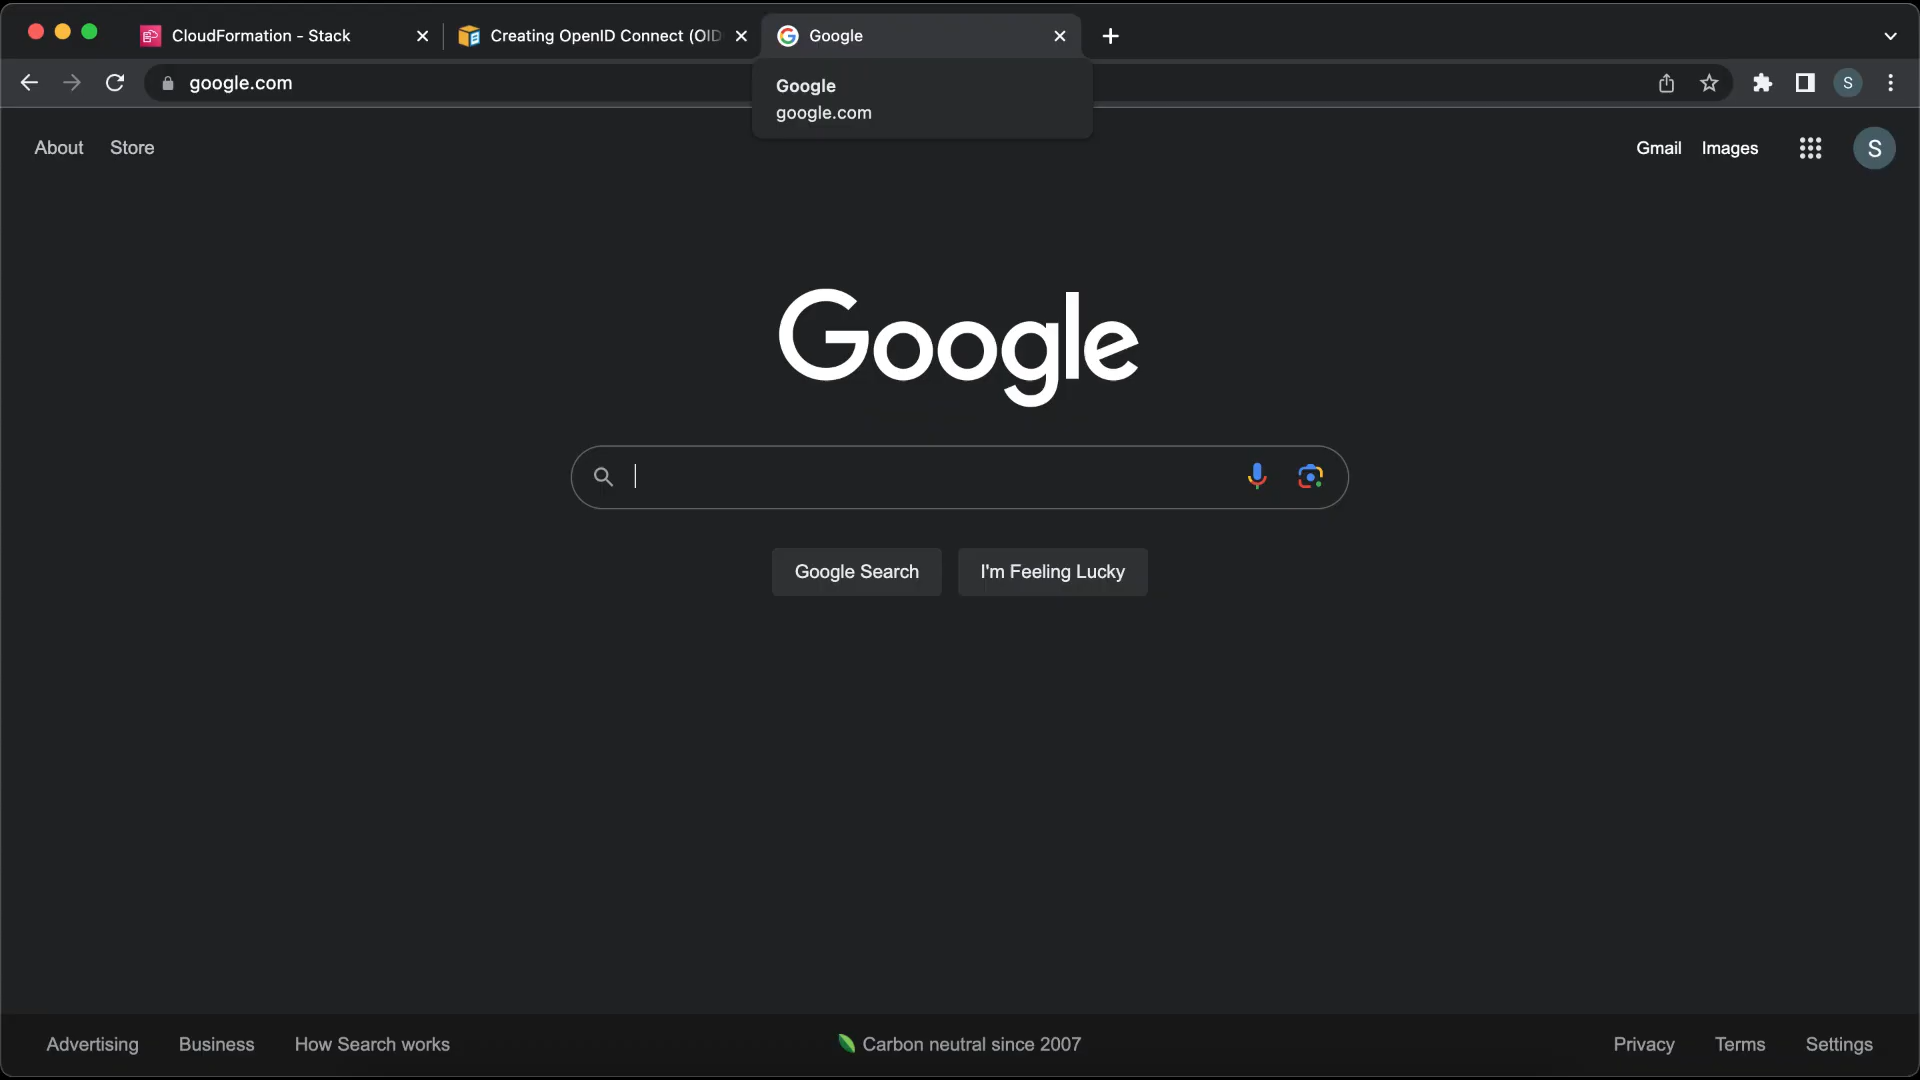 CloudFormation - Stack
Creating OpenID Connect (OID
Google
google.com
S
Google
google.com
About
Store
Gmail
Images
S
Google
Google Search
I'm Feeling Lucky
Advertising
Business
How Search works
Carbon neutral since 2007
Privacy
Terms
Settings